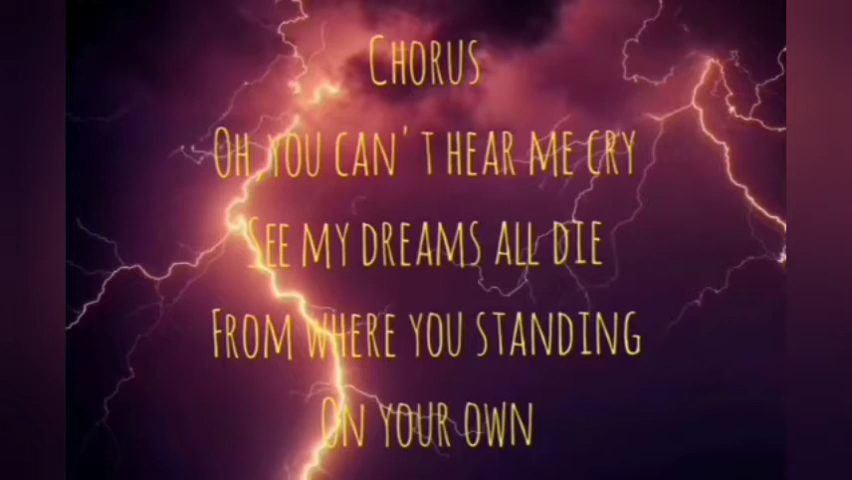 Chorus
Oh, you can't hear me cry
See my dreams all die
From where you standing
On your own